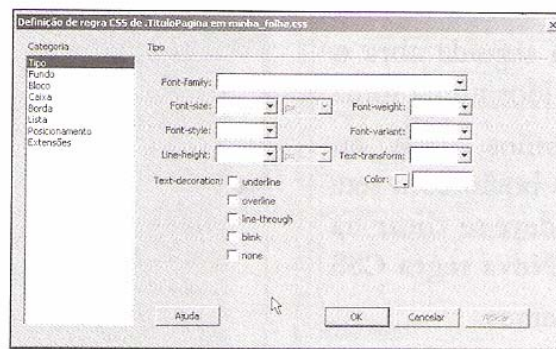 Definição de regra CSS de .TituloPagina em minha_folha.css
Categoria
Tipo
Fundo
Bloco
Caixa
Borda
Lista
Posicionamento
Extensões
Tipo
Font-family:
Font-size: px Font-weight:
Font-style: Font-variant:
Line-height: px Text-transform:
Text-decoration: underline Color:
overline
line-through
blink
none
Ajuda OK Cancelar Aplicar